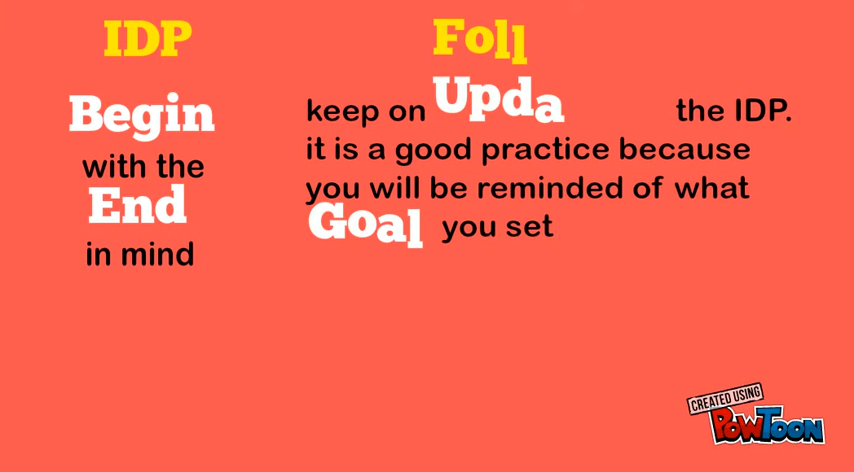 IDP
Begin
with the
End
in mind
Foll
keep on Upda the IDP.
it is a good practice because
you will be reminded of what
Goal you set
CREATED USING
POWTOON